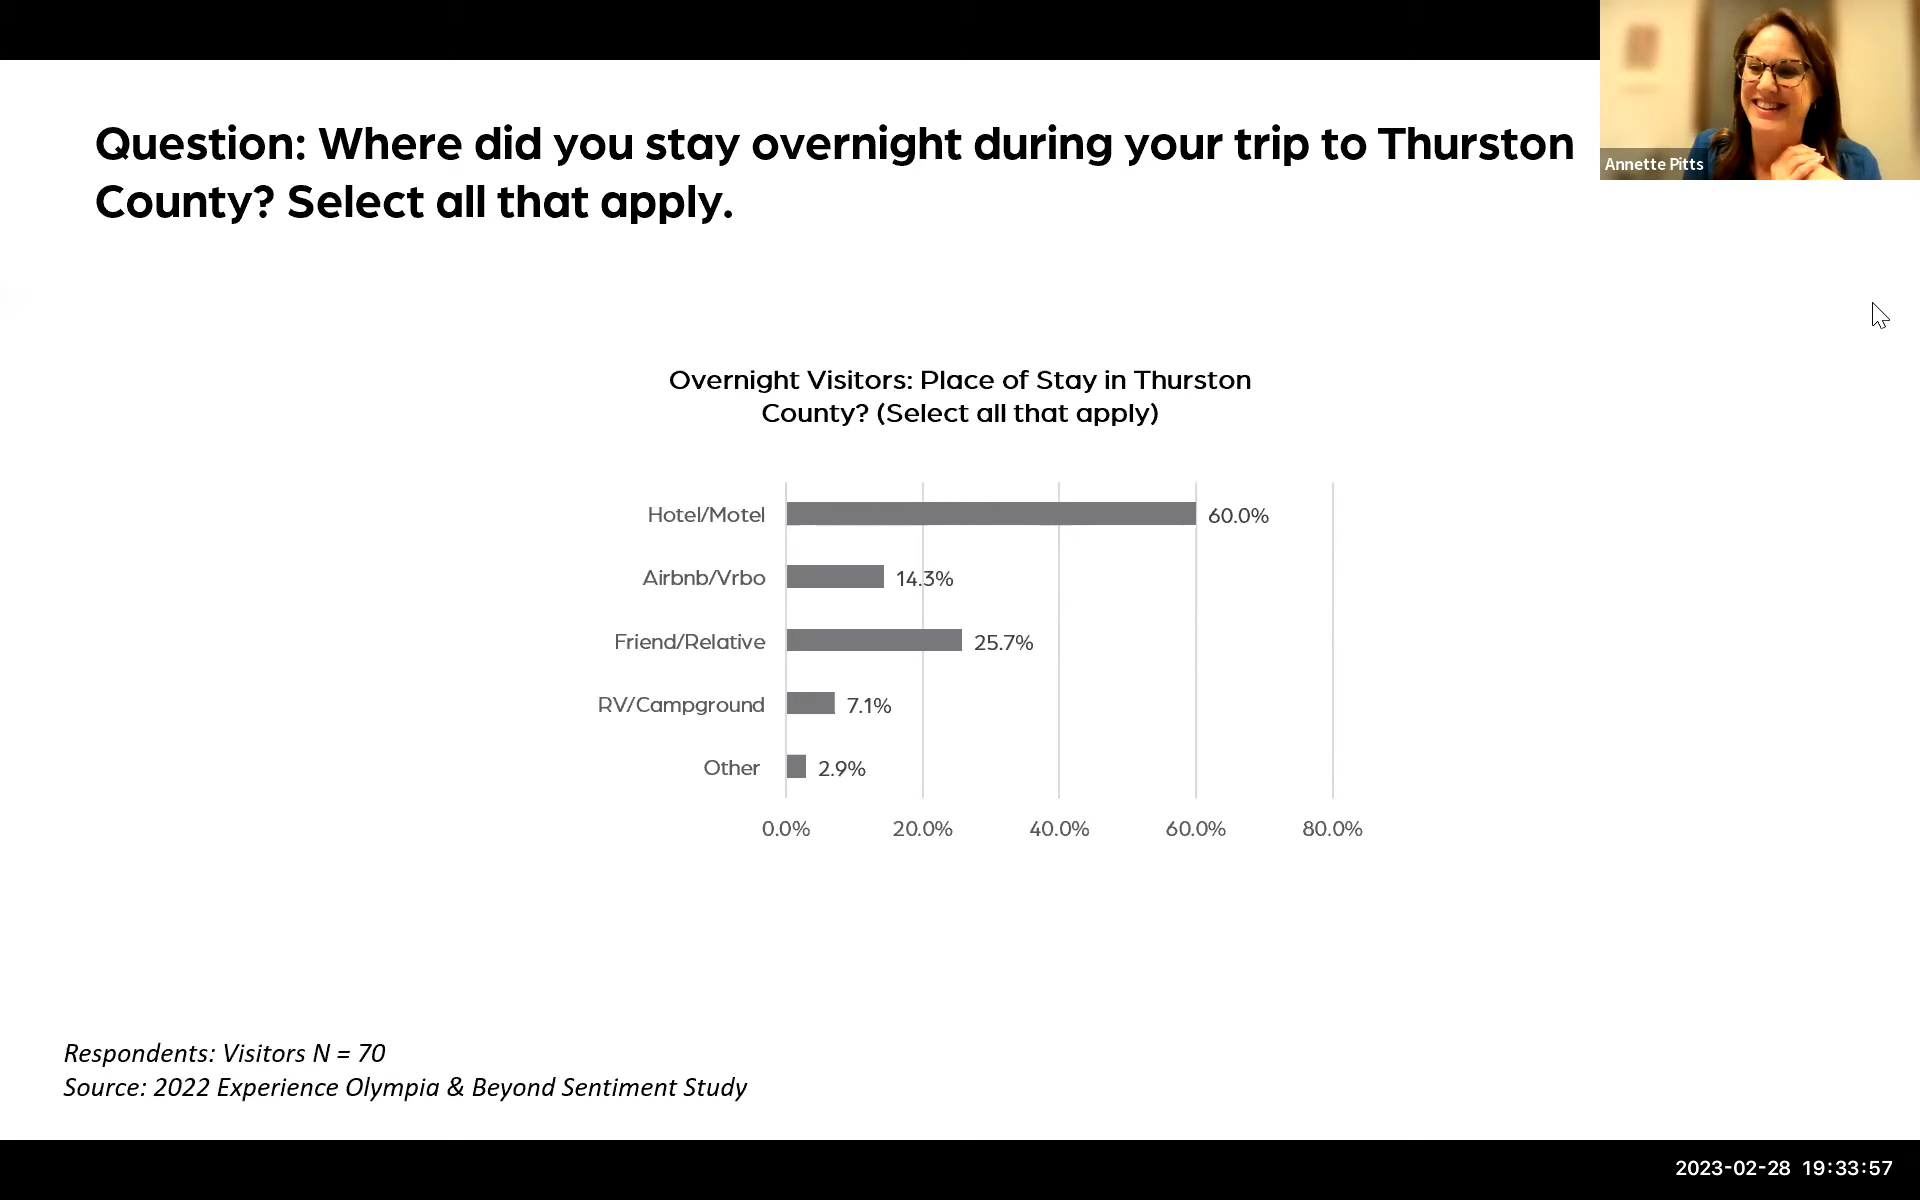 Question: Where did you stay overnight during your trip to Thurston
County? Select all that apply.
Annette Pitts
Overnight Visitors: Place of Stay in Thurston
County? (Select all that apply)
Hotel/Motel 60.0%
Airbnb/Vrbo 14.3%
Friend/Relative 25.7%
RV/Campground 7.1%
Other 2.9%
0.0% 20.0% 40.0% 60.0% 80.0%
Respondents: Visitors N = 70
Source: 2022 Experience Olympia & Beyond Sentiment Study
2023-02-28 19:33:57